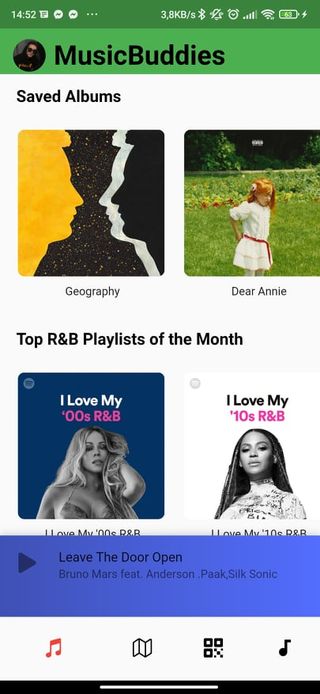 14:52 ... 3,8KB/s 63
MusicBuddies
Saved Albums
Geography
Dear Annie
Top R&B Playlists of the Month
I Love My
'00s R&B
I Love My
'10s R&B
I Love My '00s R&B
I Love My '10s R&B
Leave The Door Open
Bruno Mars feat. Anderson .Paak,Silk Sonic